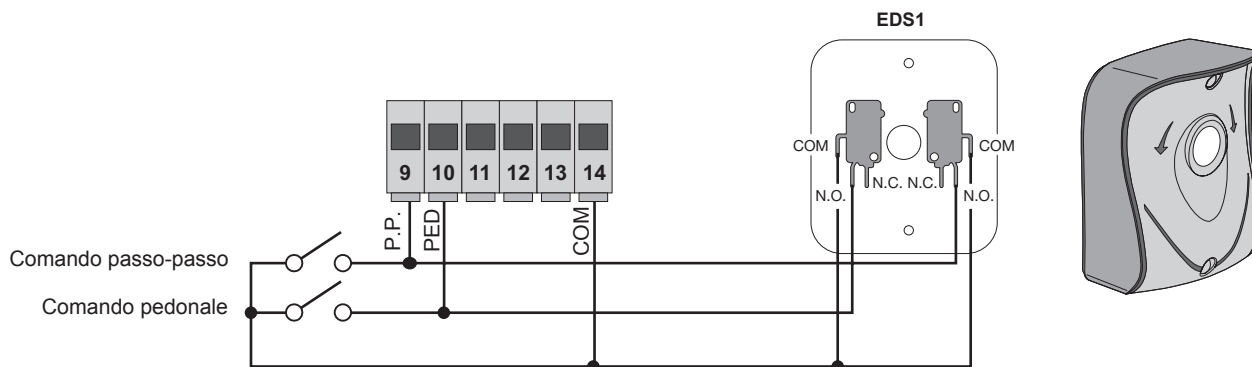 EDS1
COM
COM
N.C. N.C.
N.O.
N.O.
9 10 11 12 13 14
P.P.
PED
COM
Comando passo-passo
Comando pedonale